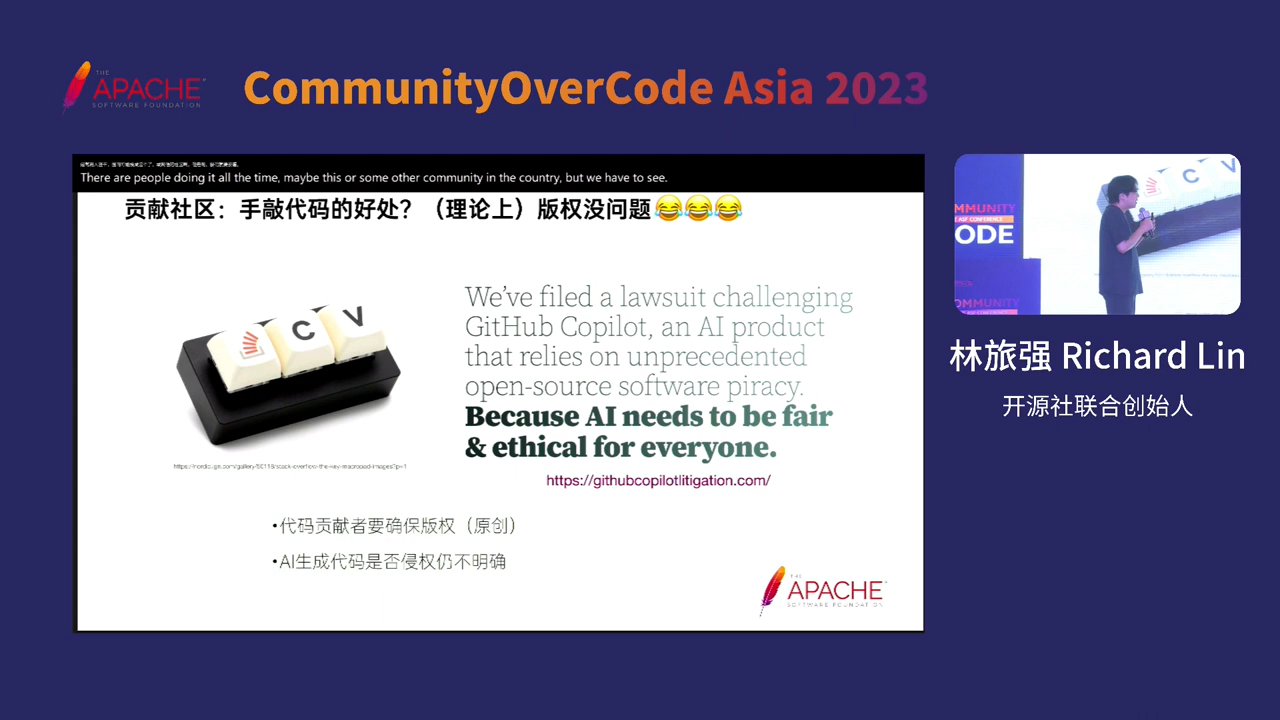 THE
APACHE
SOFTWARE FOUNDATION
CommunityOverCode Asia 2023
There are people doing it all the time, maybe this or some other community in the country, but we have to see.
贡献社区：手敲代码的好处？（理论上）版权没问题😂😂😂
C
V
We've filed a lawsuit challenging
GitHub Copilot, an AI product
that relies on unprecedented
open-source software piracy.
Because AI needs to be fair
& ethical for everyone.
https://githubcopilotlitigation.com/
•代码贡献者要确保版权（原创）
•AI生成代码是否侵权仍不明确
THE
APACHE
SOFTWARE FOUNDATION
MMUNITY
ODE
C
V
MMUNITY
林旅强 Richard Lin
开源社联合创始人